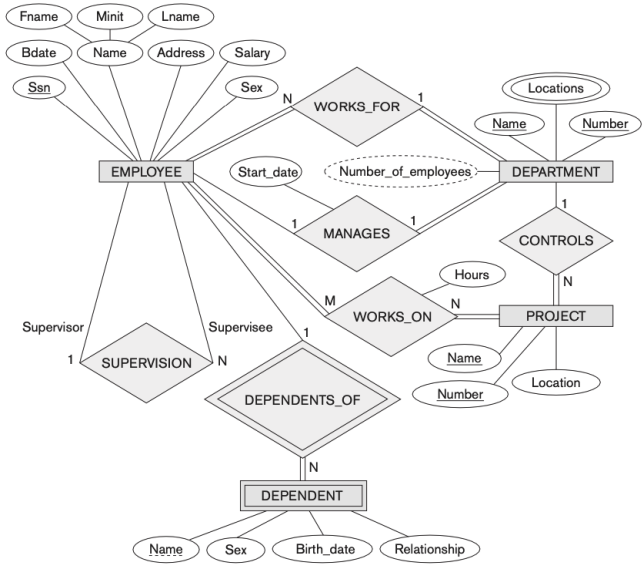 Fname Minit Lname
Bdate Name Address Salary
Ssn Sex
N WORKS_FOR 1
Locations
Name Number
EMPLOYEE
Start_date
Number_of_employees
DEPARTMENT
1 MANAGES 1
1
CONTROLS
N
Hours
M WORKS_ON N
PROJECT
Supervisor Supervisee
1 SUPERVISION N
1
Name
Number
Location
DEPENDENTS_OF
N
DEPENDENT
Name Sex Birth_date Relationship